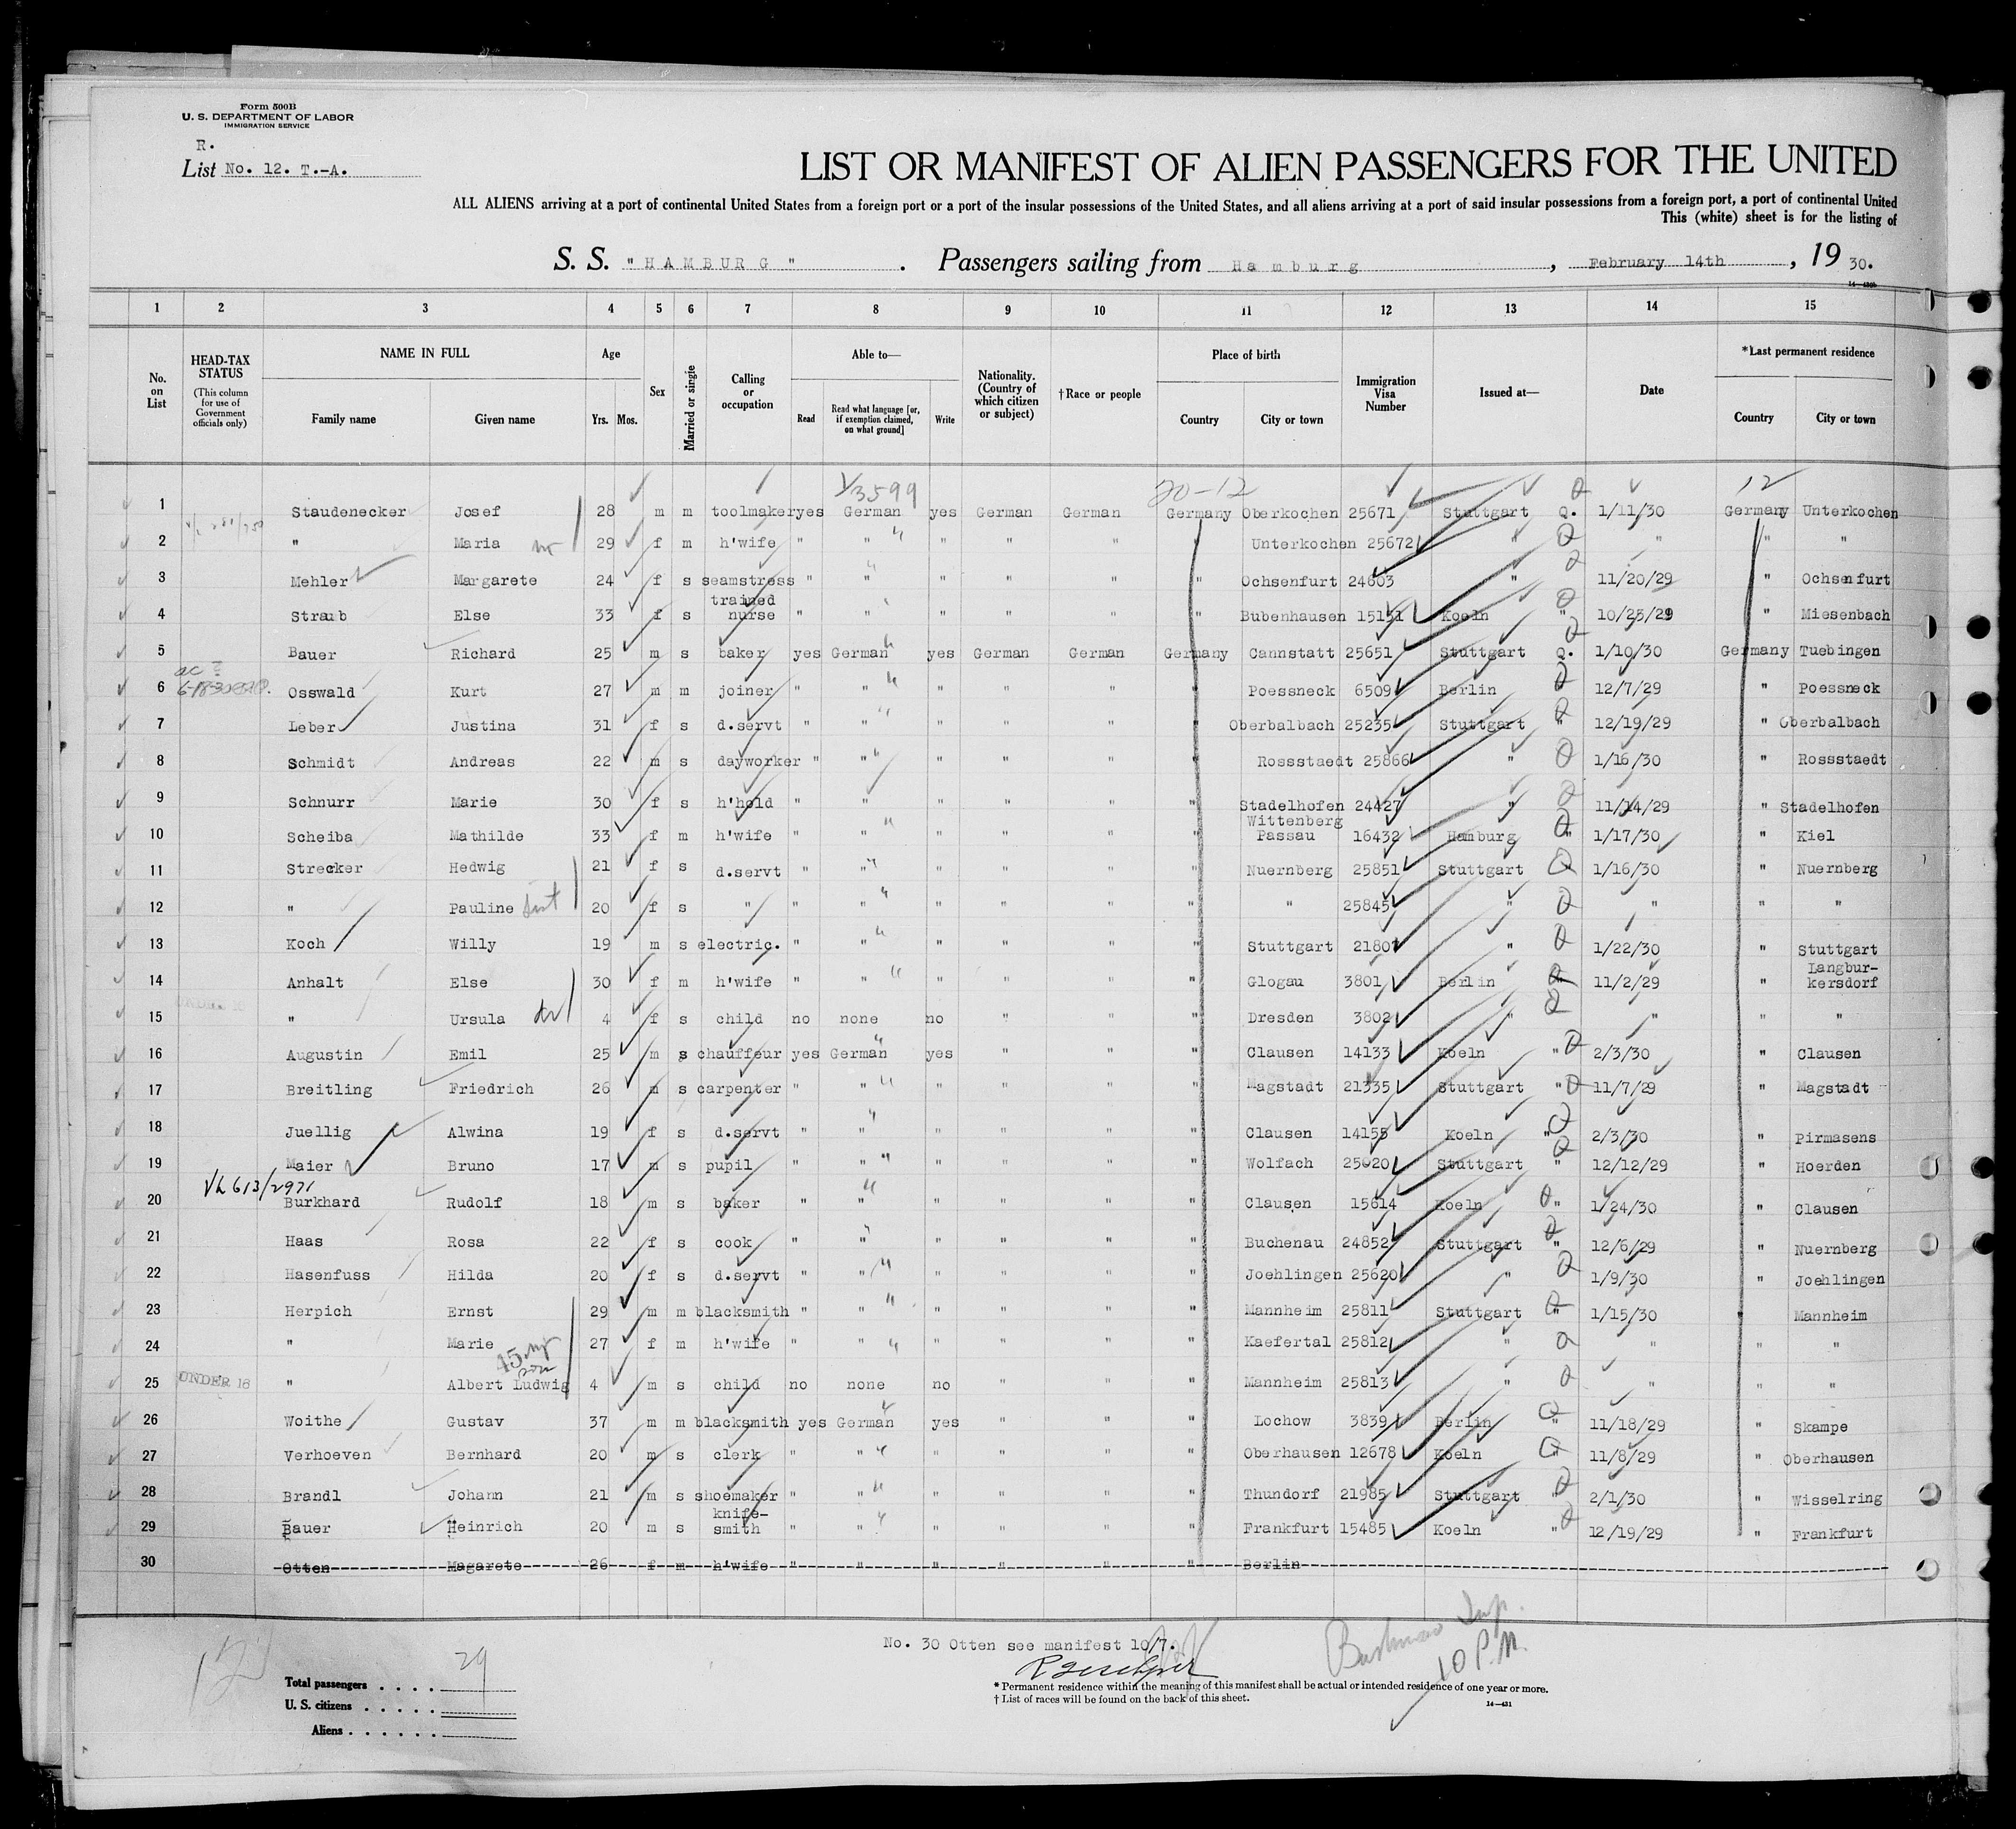 Form 500B
U. S. DEPARTMENT OF LABOR
IMMIGRATION SERVICE
R.
List No. 12. T.-A.
LIST OR MANIFEST OF ALIEN PASSENGERS FOR THE UNITED
ALL ALIENS arriving at a port of continental United States from a foreign port or a port of the insular possessions of the United States, and all aliens arriving at a port of said insular possessions from a foreign port, a port of continental United
This (white) sheet is for the listing of
S. S. "HAMBURG". Passengers sailing from Hamburg, February 14th, 1930.
1 2 3 4 5 6 7 8 9 10 11 12 13 14 15
No. on List
HEAD-TAX STATUS
(This column for use of Government officials only)
NAME IN FULL
Family name Given name
Age
Yrs. Mos.
Sex
Married or single
Calling or occupation
Able to—
Read Read what language [or, if exemption claimed, on what ground] Write
Nationality. (Country of which citizen or subject)
†Race or people
Place of birth
Country City or town
Immigration Visa Number
Issued at—
Date
*Last permanent residence
Country City or town
1/3599 20-12 12
1 Staudenecker Josef 28 m m toolmaker yes German yes German German Germany Oberkochen 25671 Stuttgart Q. 1/11/30 Germany Unterkochen
2 " Maria 29 f m h'wife " " " " " " Unterkochen 25672 " " " "
3 Mehler Margarete 24 f s seamstress " " " " " " Ochsenfurt 24603 " 11/20/29 " Ochsenfurt
4 Straub Else 33 f s trained nurse " " " " " " Bubenhausen 15151 Koeln " 10/25/29 " Miesenbach
5 Bauer Richard 25 m s baker yes German yes German German Germany Cannstatt 25651 Stuttgart Q. 1/10/30 Germany Tuebingen
6 Osswald Kurt 27 m m joiner " " " " " " Poessneck 6509 Berlin " 12/7/29 " Poessneck
7 Leber Justina 31 f s d.servt " " " " " " Oberbalbach 25235 Stuttgart " 12/19/29 " Oberbalbach
8 Schmidt Andreas 22 m s dayworker " " " " " " Rossstaedt 25866 " 1/16/30 " Rossstaedt
9 Schnurr Marie 30 f s h'hold " " " " " " Stadelhofen 24427 " 11/14/29 " Stadelhofen
10 Scheiba Mathilde 33 f m h'wife " " " " " " Wittenberg Passau 16432 Hamburg " 1/17/30 " Kiel
11 Strecker Hedwig 21 f s d.servt " " " " " " Nuernberg 25851 Stuttgart 1/16/30 " Nuernberg
12 " Pauline 20 f s " " " " " " " " 25845 " " " "
13 Koch Willy 19 m s electric. " " " " " " Stuttgart 21807 " 1/22/30 " Stuttgart
14 Anhalt Else 30 f m h'wife " " " " " " Glogau 3801 Berlin 11/2/29 " Langburkersdorf
15 " Ursula 4 f s child no none no " " " Dresden 3802 " " " "
16 Augustin Emil 25 m s chauffeur yes German yes " " " Clausen 14133 Koeln " 2/3/30 " Clausen
17 Breitling Friedrich 26 m s carpenter " " " " " " Magstadt 21335 Stuttgart " 11/7/29 " Magstadt
18 Juellig Alwina 19 f s d.servt " " " " " " Clausen 14155 Koeln " 2/3/30 " Pirmasens
19 Maier Bruno 17 m s pupil " " " " " " Wolfach 25020 Stuttgart " 12/12/29 " Hoerden
20 Burkhard Rudolf 18 m s baker " " " " " " Clausen 15614 Koeln " 1/24/30 " Clausen
21 Haas Rosa 22 f s cook " " " " " " Buchenau 24852 Stuttgart " 12/6/29 " Nuernberg
22 Hasenfuss Hilda 20 f s d.servt " " " " " " Joehlingen 25620 " 1/9/30 " Joehlingen
23 Herpich Ernst 29 m m blacksmith " " " " " " Mannheim 25811 Stuttgart " 1/15/30 " Mannheim
24 " Marie 27 f m h'wife " " " " " " Kaefertal 25812 " " " "
25 UNDER 16 " Albert Ludwig son 4 m s child no none no " " " Mannheim 25813 " " " "
26 Woithe Gustav 37 m m blacksmith yes German yes " " " Lochow 3839 Berlin " 11/18/29 " Skampe
27 Verhoeven Bernhard 20 m s clerk " " " " " " Oberhausen 12678 Koeln 11/8/29 " Oberhausen
28 Brandl Johann 21 m s shoemaker " " " " " " Thundorf 21985 Stuttgart " 2/1/30 " Wisselring
29 Bauer Heinrich 20 m s knife-smith " " " " " " Frankfurt 15485 Koeln " 12/19/29 " Frankfurt
30 Otten Magarete 26 f m h'wife " " " " " " Berlin
No. 30 Otten see manifest 10/7.
10 P.M.
12
Total passengers . . . . 29
U. S. citizens . . . . .
Aliens . . . . . .
* Permanent residence within the meaning of this manifest shall be actual or intended residence of one year or more.
† List of races will be found on the back of this sheet.
14—431